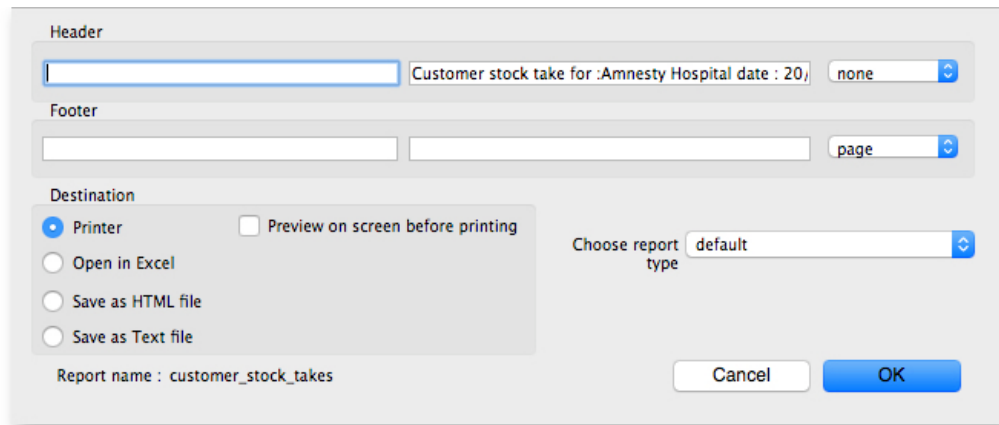 Header
Customer stock take for :Amnesty Hospital date : 20/
none
Footer
page
Destination
Printer
Preview on screen before printing
Open in Excel
Save as HTML file
Save as Text file
Choose report type
default
Report name : customer_stock_takes
Cancel
OK